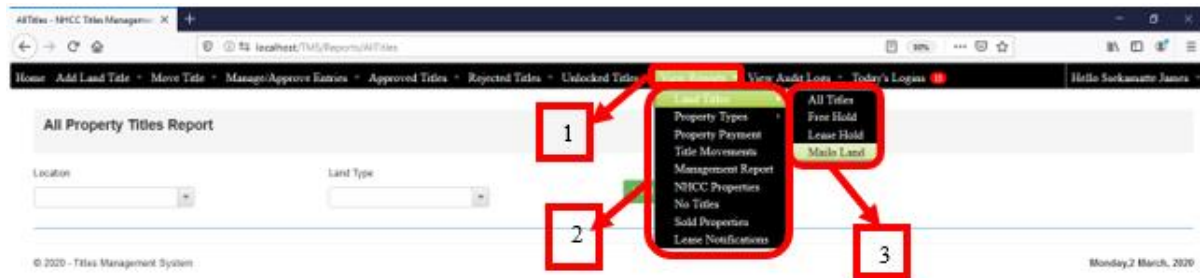 AllTitles - NHCC Titles Managemen
localhost/TMS/Reports/AllTitles 90%
Home Add Land Title Move Title Manage/Approve Entries Approved Titles Rejected Titles Unlocked Titles View Reports View Audit Logs Today's Logins Hello Ssekamatte James
Land Titles
Property Types
Property Payment
Title Movements
Management Report
NHCC Properties
No Titles
Sold Properties
Lease Notifications
All Titles
Free Hold
Lease Hold
Mailo Land
1
2
3
All Property Titles Report
Location Land Type
© 2020 - Titles Management System Monday,2 March, 2020